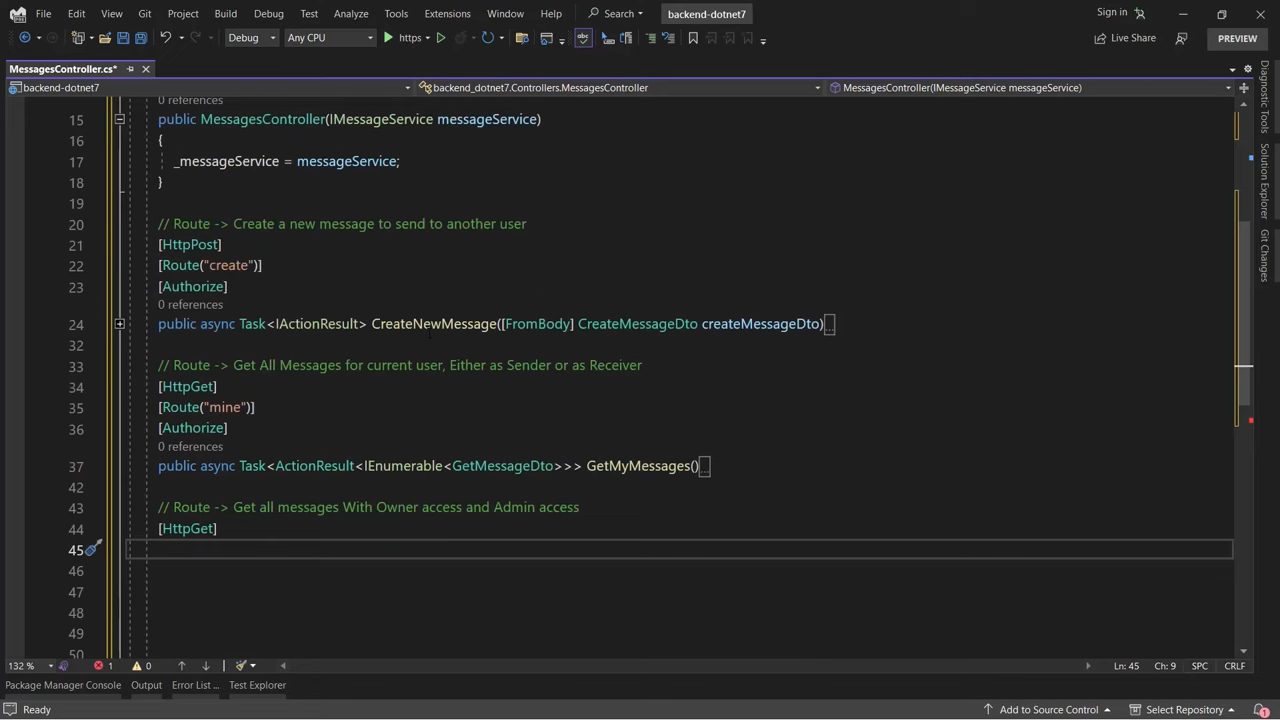 File Edit View Git Project Build Debug Test Analyze Tools Extensions Window Help Search backend-dotnet7 Sign in
Debug Any CPU https abc Live Share PREVIEW
MessagesController.cs*
backend-dotnet7 backend_dotnet7.Controllers.MessagesController MessagesController(IMessageService messageService)
0 references
15 public MessagesController(IMessageService messageService)
16 {
17 _messageService = messageService;
18 }
19
20 // Route -> Create a new message to send to another user
21 [HttpPost]
22 [Route("create")]
23 [Authorize]
0 references
24 public async Task<IActionResult> CreateNewMessage([FromBody] CreateMessageDto createMessageDto)...
32
33 // Route -> Get All Messages for current user, Either as Sender or as Receiver
34 [HttpGet]
35 [Route("mine")]
36 [Authorize]
0 references
37 public async Task<ActionResult<IEnumerable<GetMessageDto>>> GetMyMessages()...
42
43 // Route -> Get all messages With Owner access and Admin access
44 [HttpGet]
45
46
47
48
49
50
Diagnostic Tools
Solution Explorer
Git Changes
132 % 1 0 Ln: 45 Ch: 9 SPC CRLF
Package Manager Console Output Error List ... Test Explorer
Ready Add to Source Control Select Repository 1